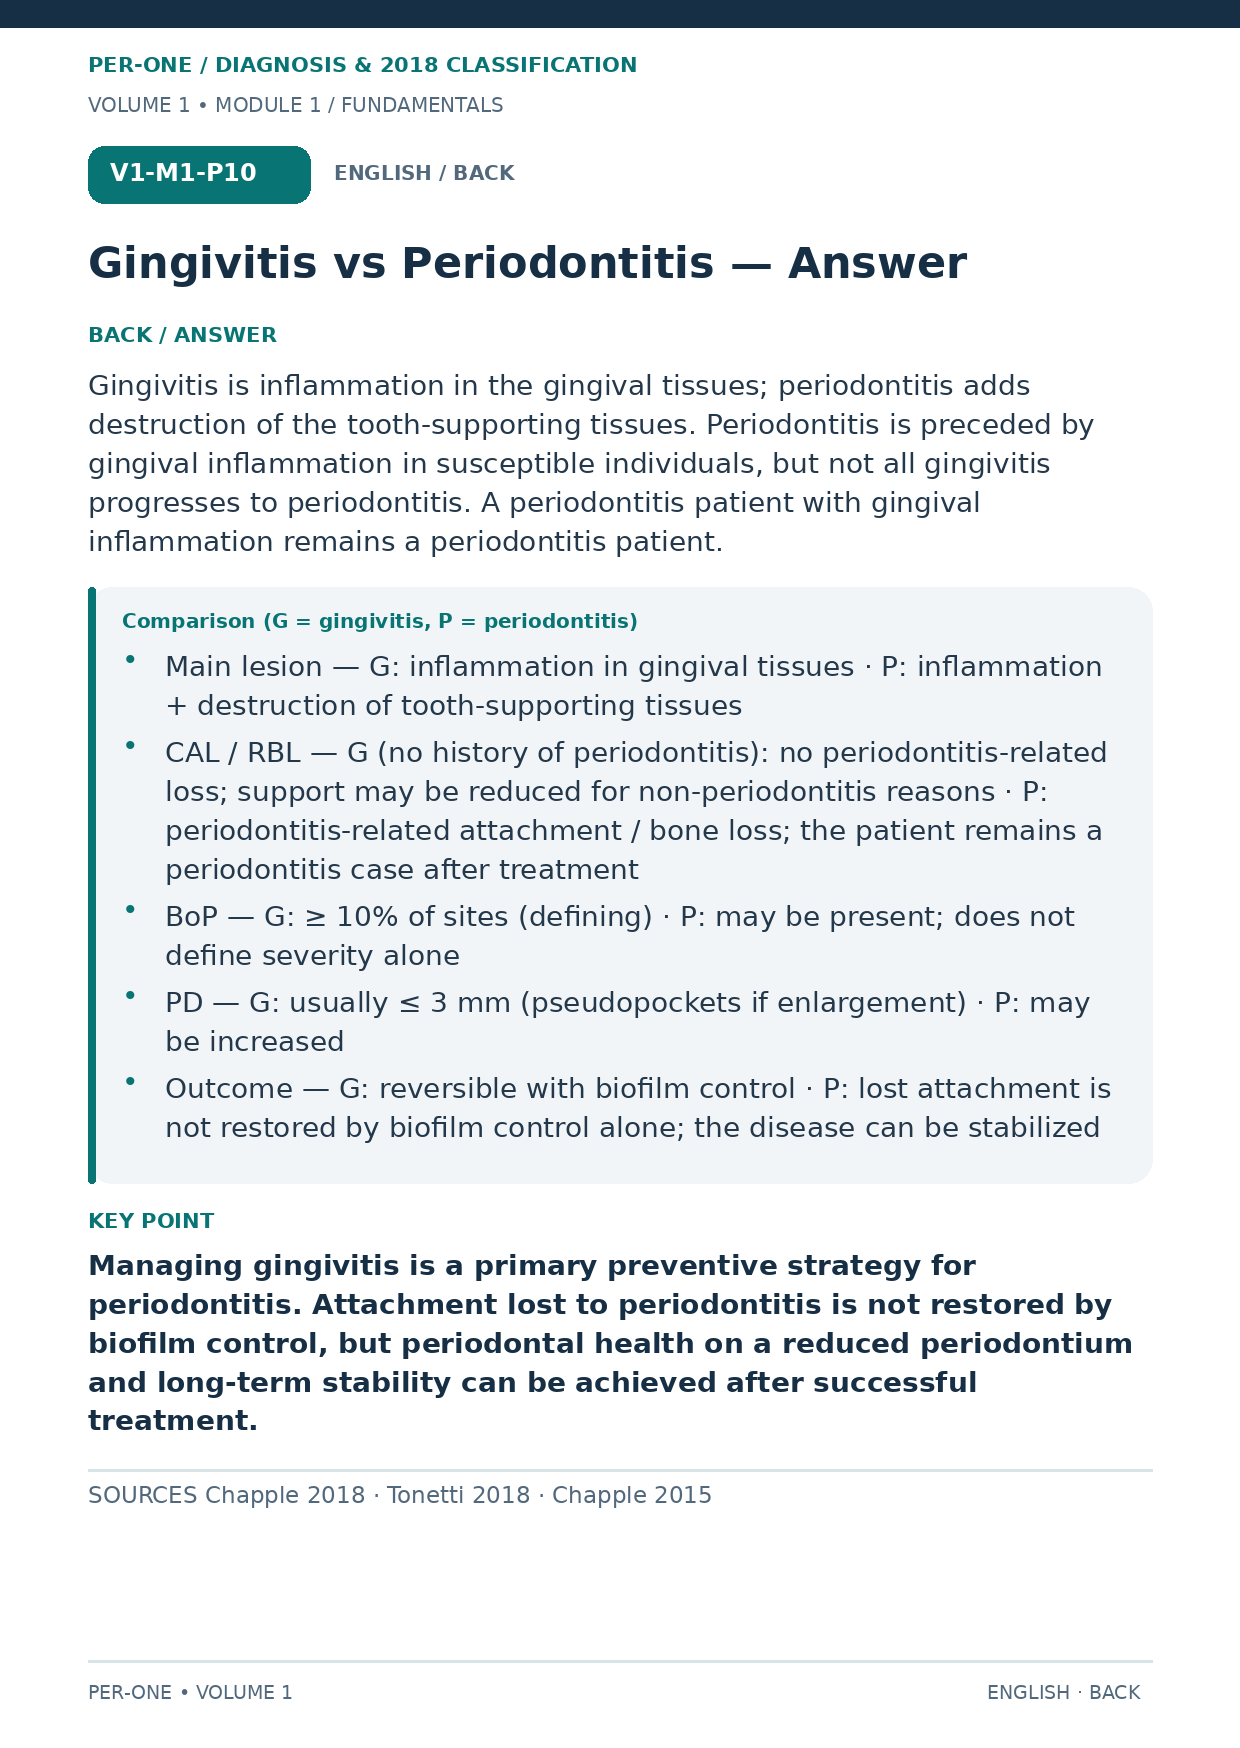 PER-ONE / DIAGNOSIS & 2018 CLASSIFICATION
VOLUME 1 • MODULE 1 / FUNDAMENTALS
V1-M1-P10
ENGLISH / BACK
Gingivitis vs Periodontitis — Answer
BACK / ANSWER
Gingivitis is inflammation in the gingival tissues; periodontitis adds
destruction of the tooth-supporting tissues. Periodontitis is preceded by
gingival inflammation in susceptible individuals, but not all gingivitis
progresses to periodontitis. A periodontitis patient with gingival
inflammation remains a periodontitis patient.
Comparison (G = gingivitis, P = periodontitis)
• Main lesion — G: inflammation in gingival tissues · P: inflammation
+ destruction of tooth-supporting tissues
• CAL / RBL — G (no history of periodontitis): no periodontitis-related
loss; support may be reduced for non-periodontitis reasons · P:
periodontitis-related attachment / bone loss; the patient remains a
periodontitis case after treatment
• BoP — G: ≥ 10% of sites (defining) · P: may be present; does not
define severity alone
• PD — G: usually ≤ 3 mm (pseudopockets if enlargement) · P: may
be increased
• Outcome — G: reversible with biofilm control · P: lost attachment is
not restored by biofilm control alone; the disease can be stabilized
KEY POINT
Managing gingivitis is a primary preventive strategy for
periodontitis. Attachment lost to periodontitis is not restored by
biofilm control, but periodontal health on a reduced periodontium
and long-term stability can be achieved after successful
treatment.
SOURCES Chapple 2018 · Tonetti 2018 · Chapple 2015
PER-ONE • VOLUME 1
ENGLISH · BACK